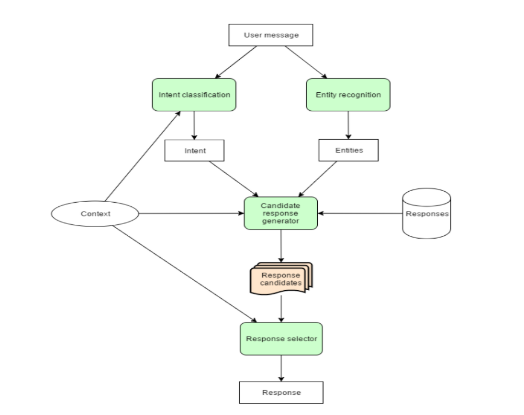 User message
Intent classification
Entity recognition
Intent
Entities
Context
Candidate
response
generator
Responses
Response
candidates
Response selector
Response